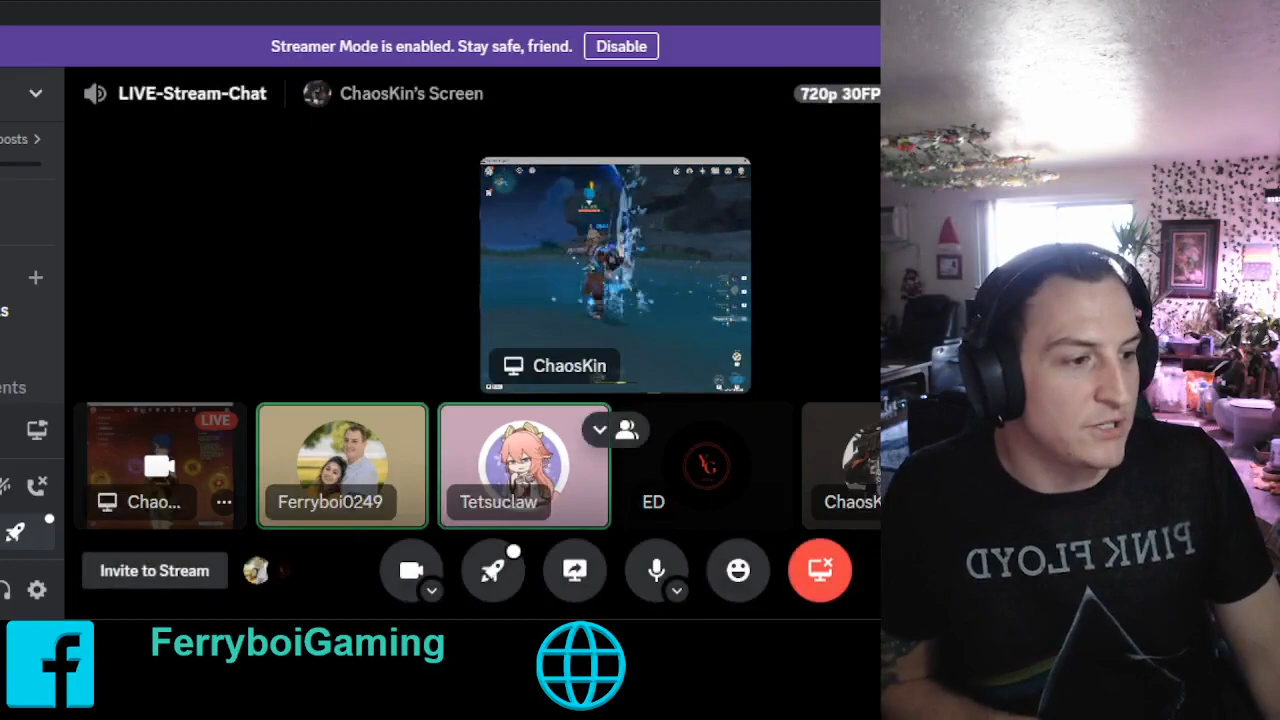 Streamer Mode is enabled. Stay safe, friend. Disable
LIVE-Stream-Chat ChaosKin's Screen 720p 30FP
osts
s
ents
ChaosKin
LIVE
Chao... Ferryboi0249 Tetsuclaw ED ChaosK
Invite to Stream
FerryboiGaming
PINK FLOYD